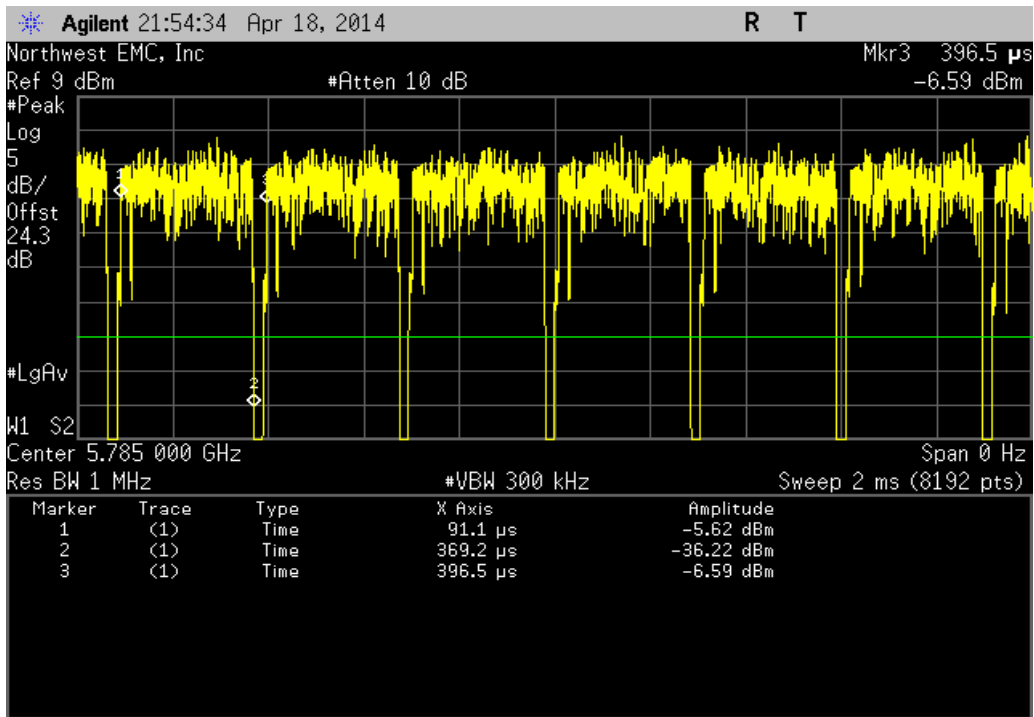 Agilent 21:54:34 Apr 18, 2014 R T
Northwest EMC, Inc Mkr3 396.5 µs
Ref 9 dBm #Atten 10 dB -6.59 dBm
#Peak
Log
5
dB/
Offst
24.3
dB
#LgAv
W1 S2
1
3
2
Center 5.785 000 GHz Span 0 Hz
Res BW 1 MHz #VBW 300 kHz Sweep 2 ms (8192 pts)
Marker Trace Type X Axis Amplitude
1 (1) Time 91.1 µs -5.62 dBm
2 (1) Time 369.2 µs -36.22 dBm
3 (1) Time 396.5 µs -6.59 dBm